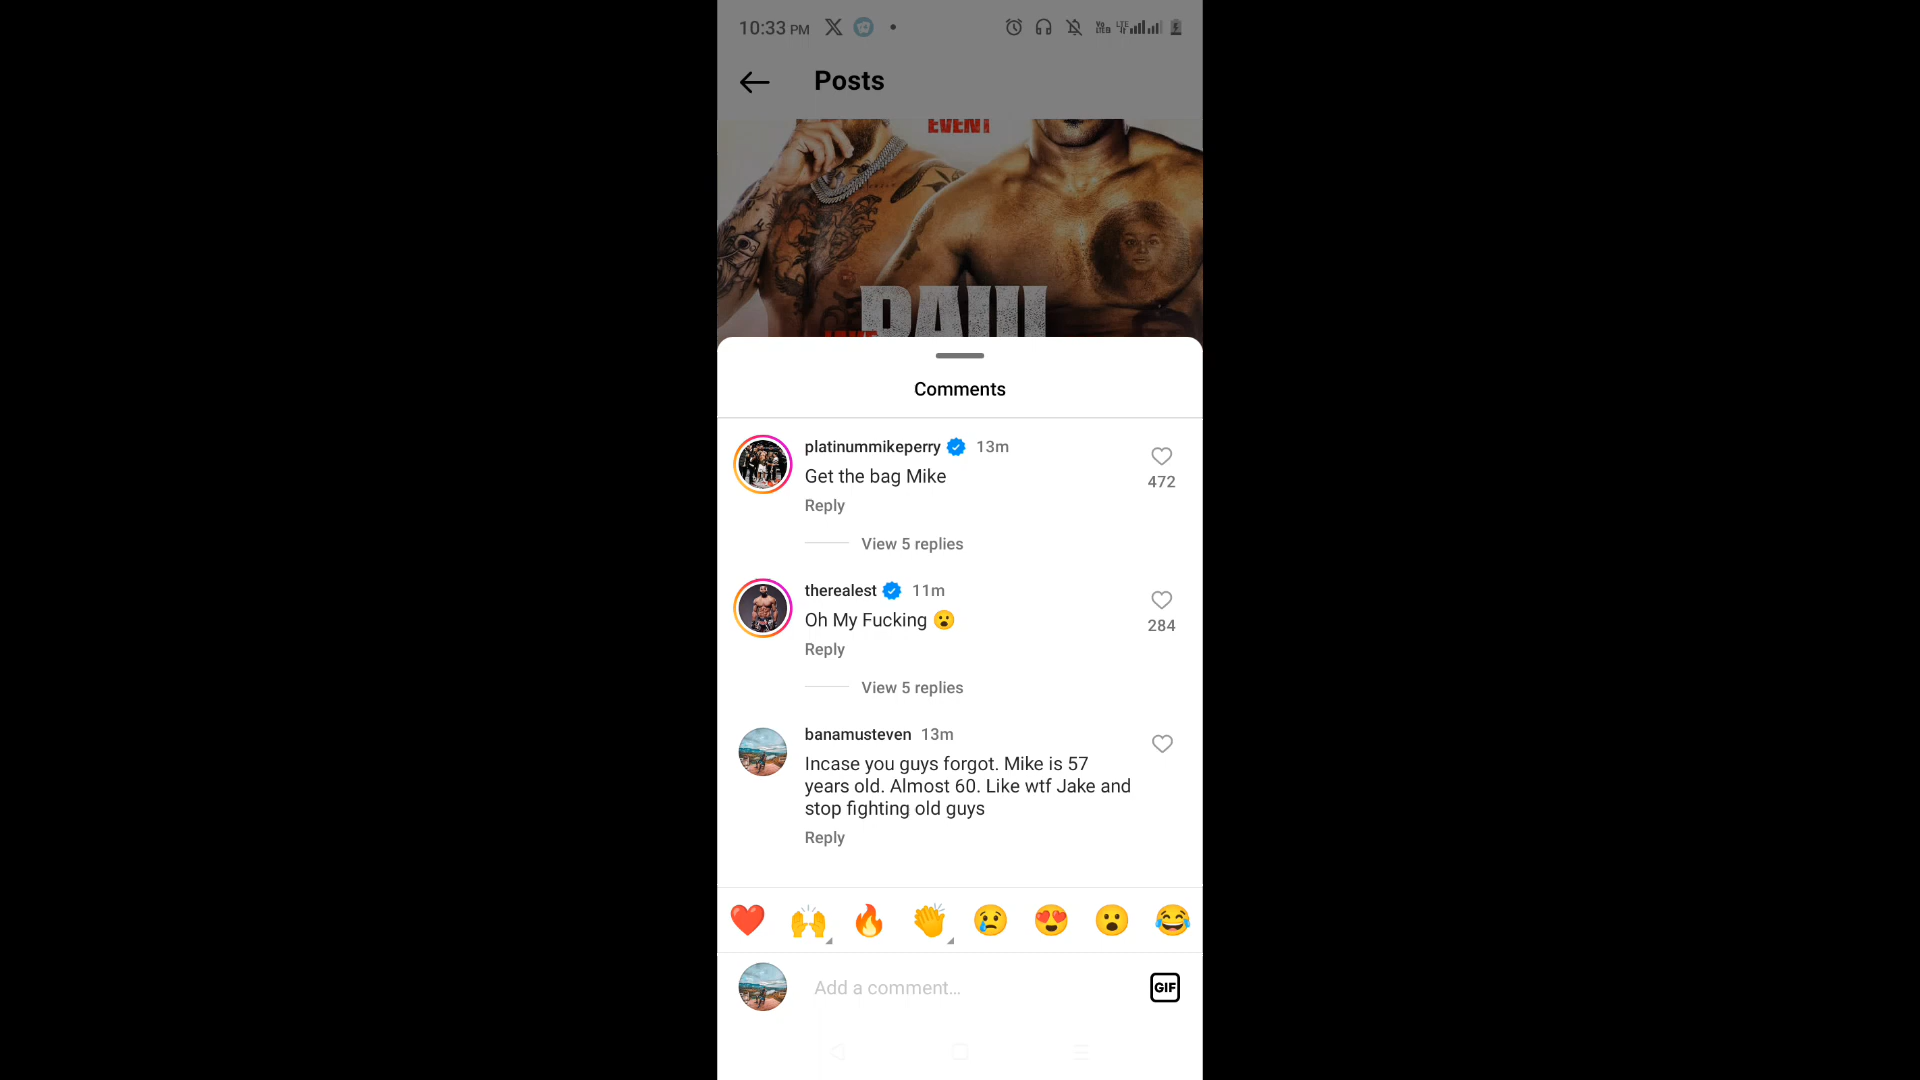 10:33 PM
Posts
EVENT
PAUL
Comments
platinummikeperry 13m
Get the bag Mike
472
Reply
View 5 replies
therealest 11m
Oh My Fucking 😮
284
Reply
View 5 replies
banamusteven 13m
Incase you guys forgot. Mike is 57
years old. Almost 60. Like wtf Jake and
stop fighting old guys
Reply
Add a comment…
GIF